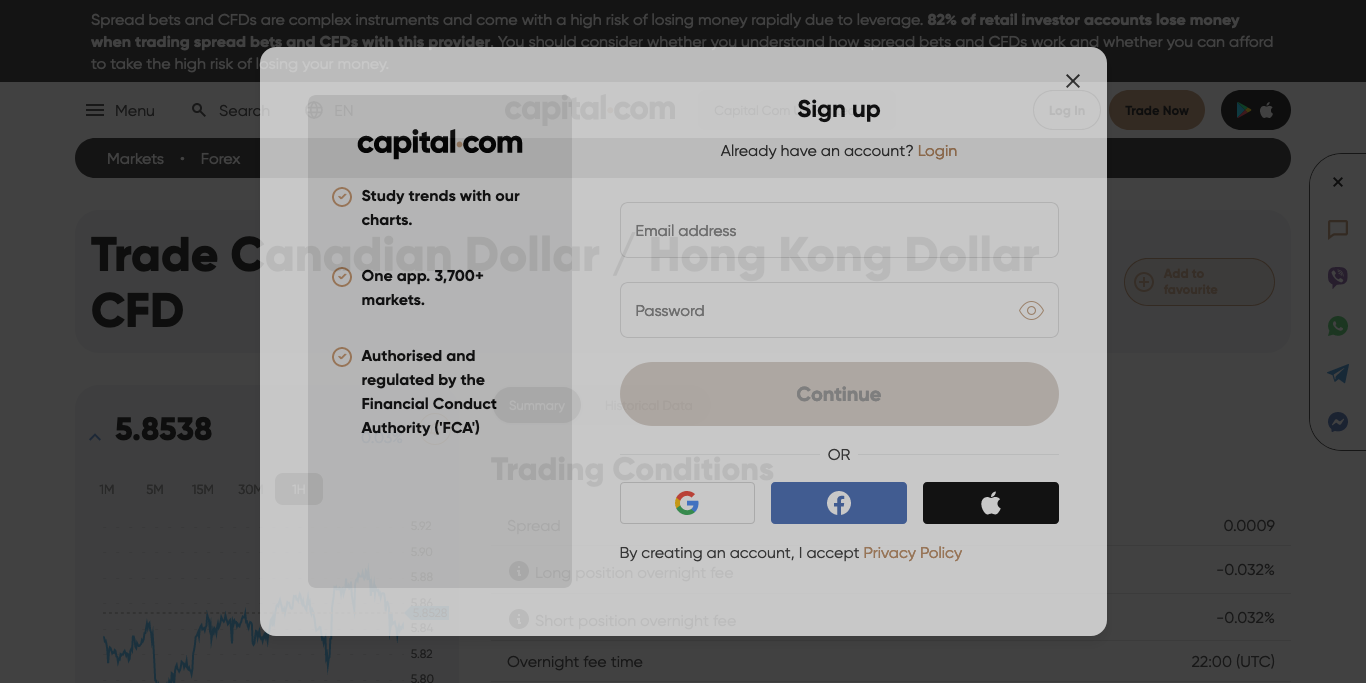 Spread bets and CFDs are complex instruments and come with a high risk of losing money rapidly due to leverage. 82% of retail investor accounts lose money
when trading spread bets and CFDs with this provider. You should consider whether you understand how spread bets and CFDs work and whether you can afford
to take the high risk of losing your money.
Menu
Search
EN
capital.com
Capital Com
Log In
Trade Now
Markets
Forex
Trade Canadian Dollar / Hong Kong Dollar
CFD
Add to
favourite
5.8538
1M
5M
15M
30M
1H
5.92
5.90
5.88
5.86
5.8528
5.84
5.82
5.80
Summary
Historical Data
Trading Conditions
Spread
0.0009
Long position overnight fee
-0.032%
Short position overnight fee
-0.032%
Overnight fee time
22:00 (UTC)
capital.com
Study trends with our
charts.
One app. 3,700+
markets.
Authorised and
regulated by the
Financial Conduct
Authority ('FCA')
Sign up
Already have an account? Login
Email address
Password
Continue
OR
By creating an account, I accept Privacy Policy